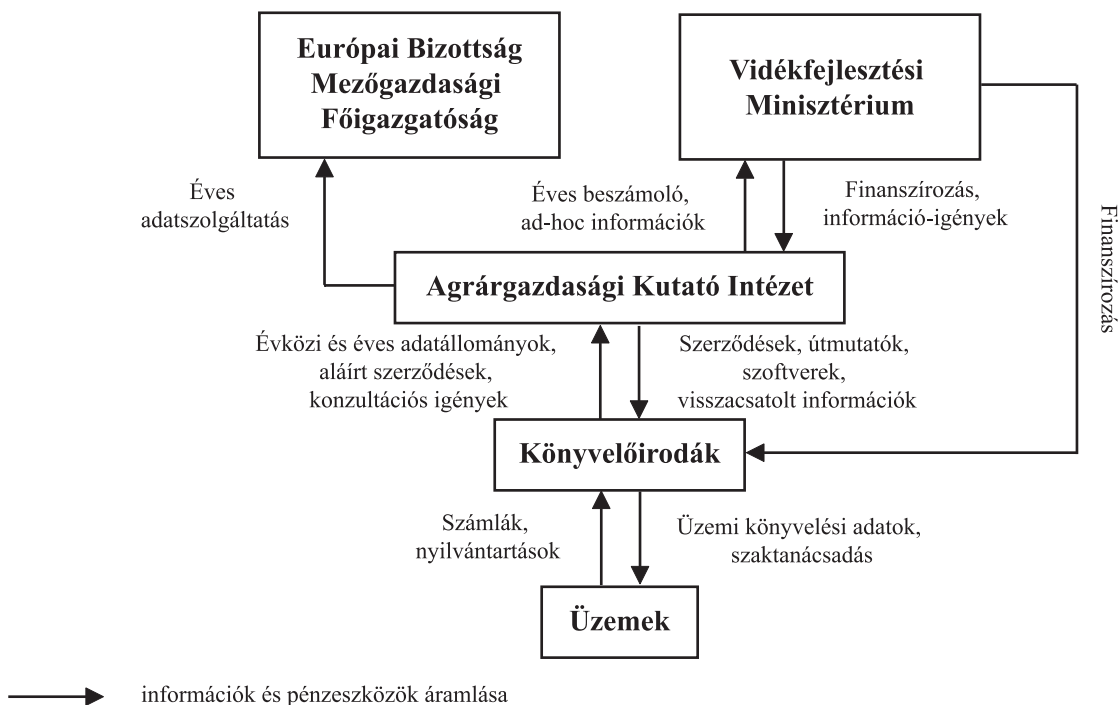 Európai Bizottság
Mezőgazdasági
Főigazgatóság
Vidékfejlesztési
Minisztérium
Éves
adatszolgáltatás
Éves beszámoló,
ad-hoc információk
Finanszírozás,
információ-igények
Finanszírozás
Agrárgazdasági Kutató Intézet
Évközi és éves adatállományok,
aláírt szerződések,
konzultációs igények
Szerződések, útmutatók,
szoftverek,
visszacsatolt információk
Könyvelőirodák
Számlák,
nyilvántartások
Üzemi könyvelési adatok,
szaktanácsadás
Üzemek
információk és pénzeszközök áramlása